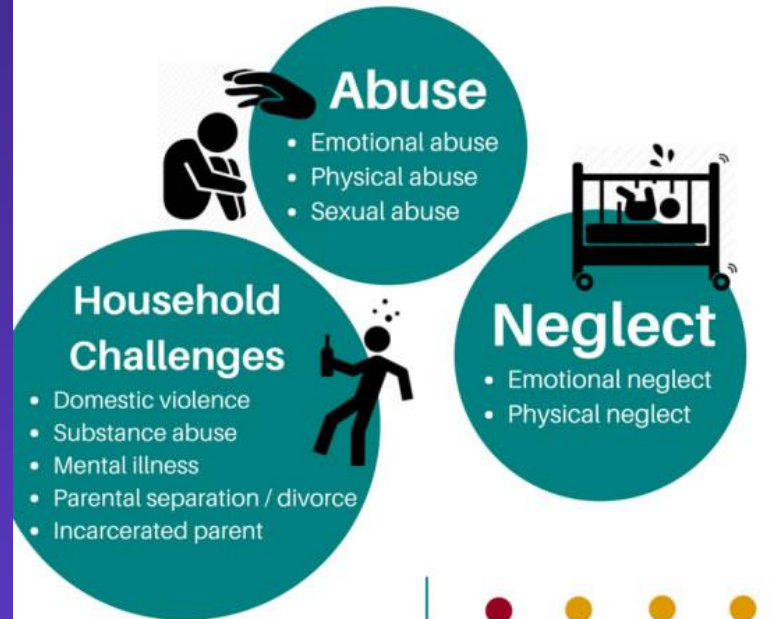 Abuse
• Emotional abuse
• Physical abuse
• Sexual abuse
Household
Challenges
• Domestic violence
• Substance abuse
• Mental illness
• Parental separation / divorce
• Incarcerated parent
Neglect
• Emotional neglect
• Physical neglect